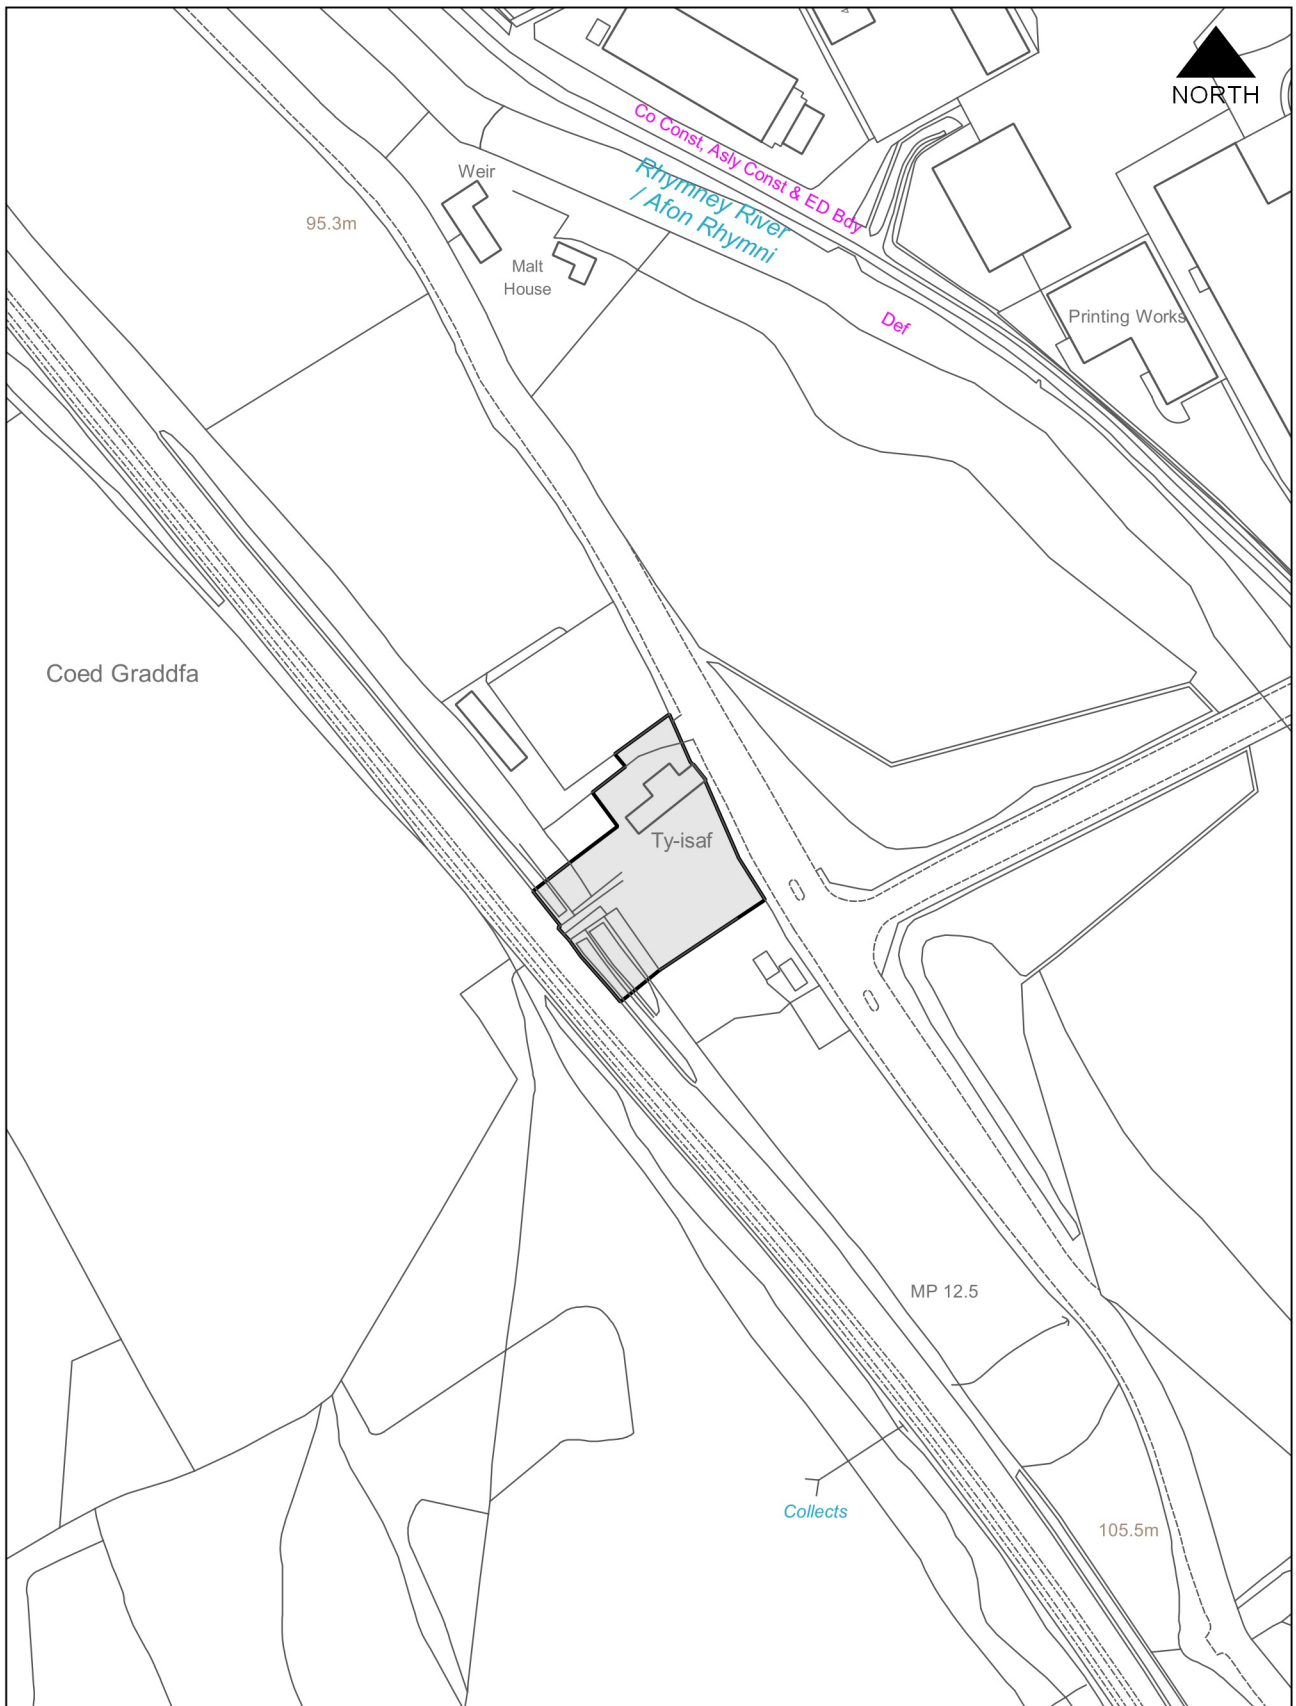 NORTH
Co Const, Asly Const & ED Bdy
Rhymney River
/ Afon Rhymni
Weir
95.3m
Malt
House
Def
Printing Works
Coed Graddfa
Ty-isaf
MP 12.5
Collects
105.5m